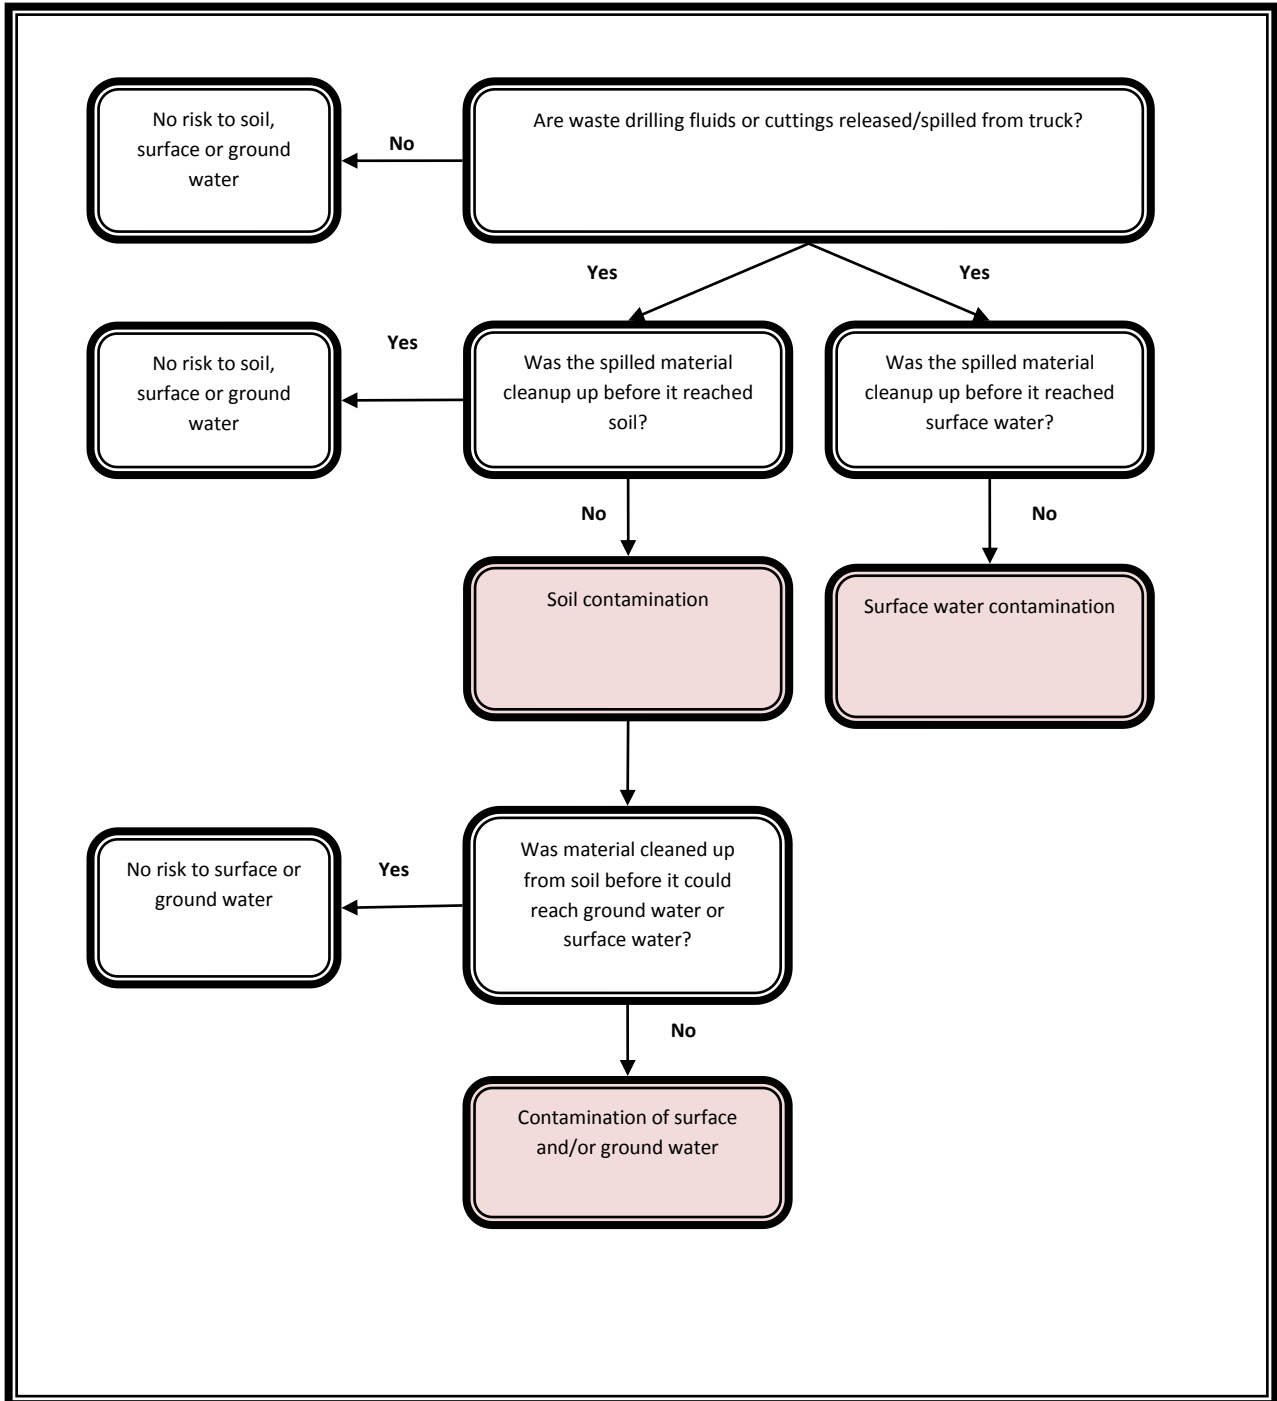 No risk to soil,
surface or ground
water
No
Are waste drilling fluids or cuttings released/spilled from truck?
Yes
Yes
No risk to soil,
surface or ground
water
Yes
Was the spilled material
cleanup up before it reached
soil?
Was the spilled material
cleanup up before it reached
surface water?
No
No
Soil contamination
Surface water contamination
No risk to surface or
ground water
Yes
Was material cleaned up
from soil before it could
reach ground water or
surface water?
No
Contamination of surface
and/or ground water